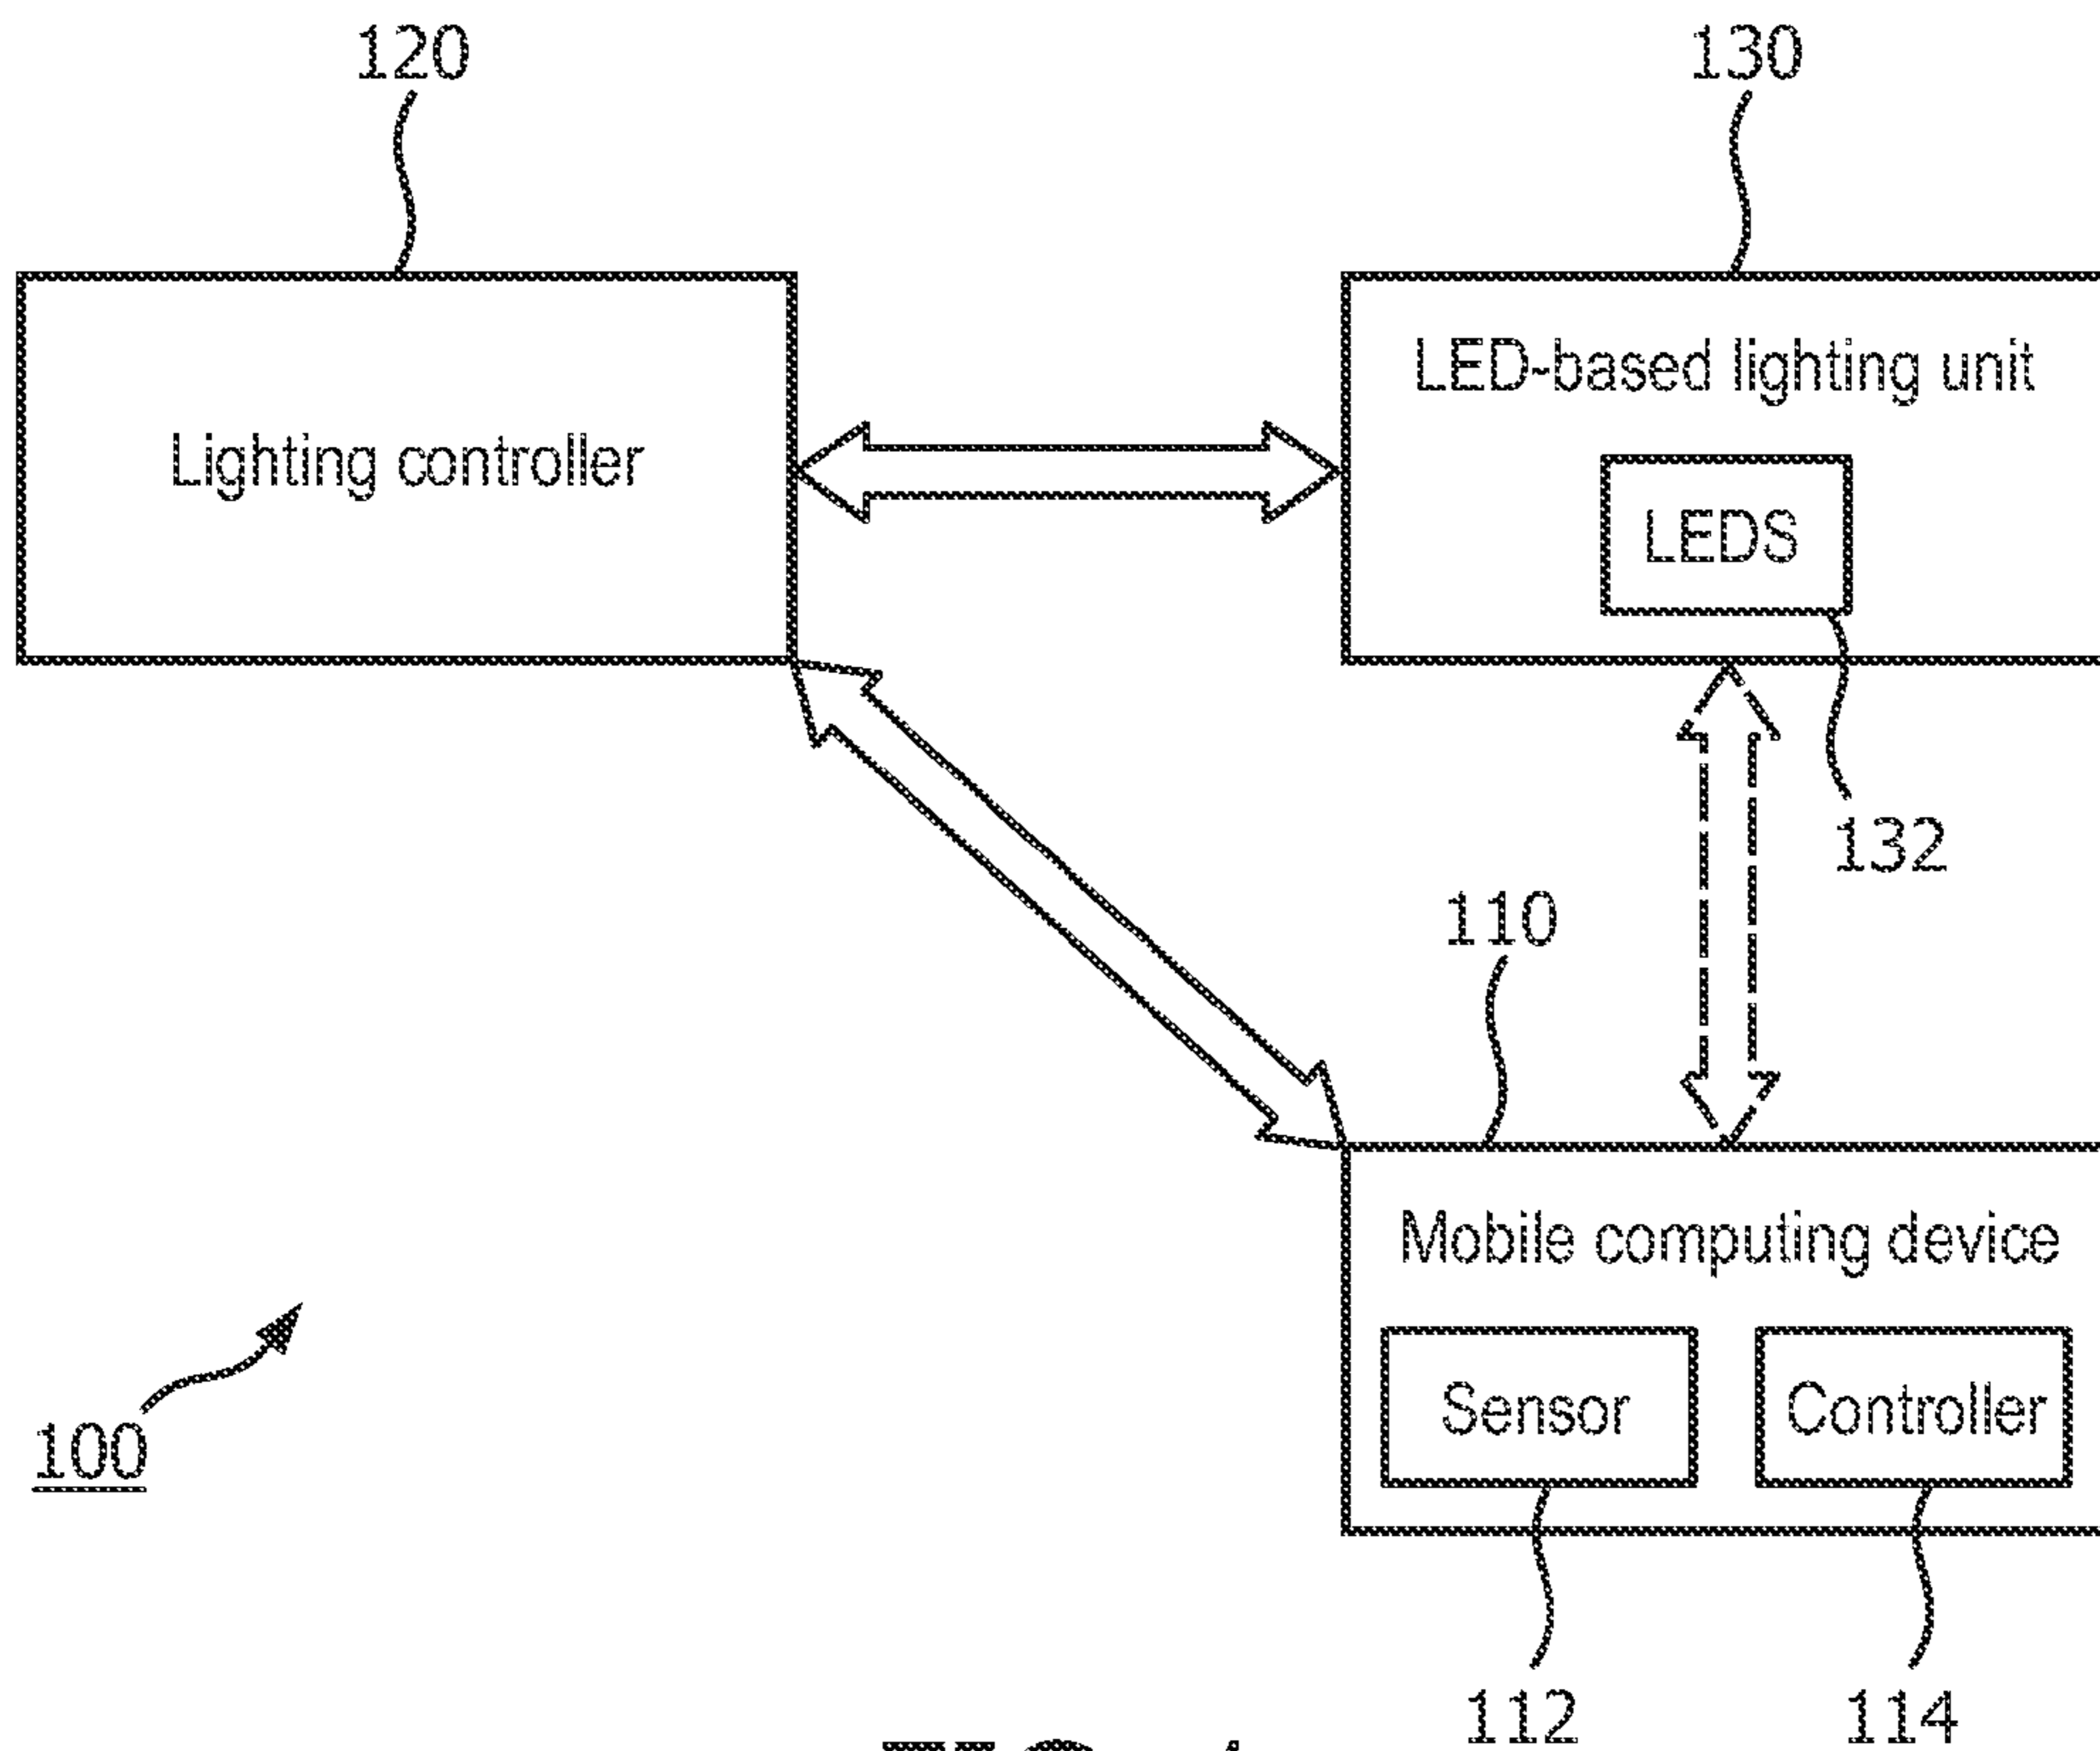 120
130
LED-based lighting unit
Lighting controller
LEDS
132
110
Mobile computing device
Sensor
Controller
100
112
114